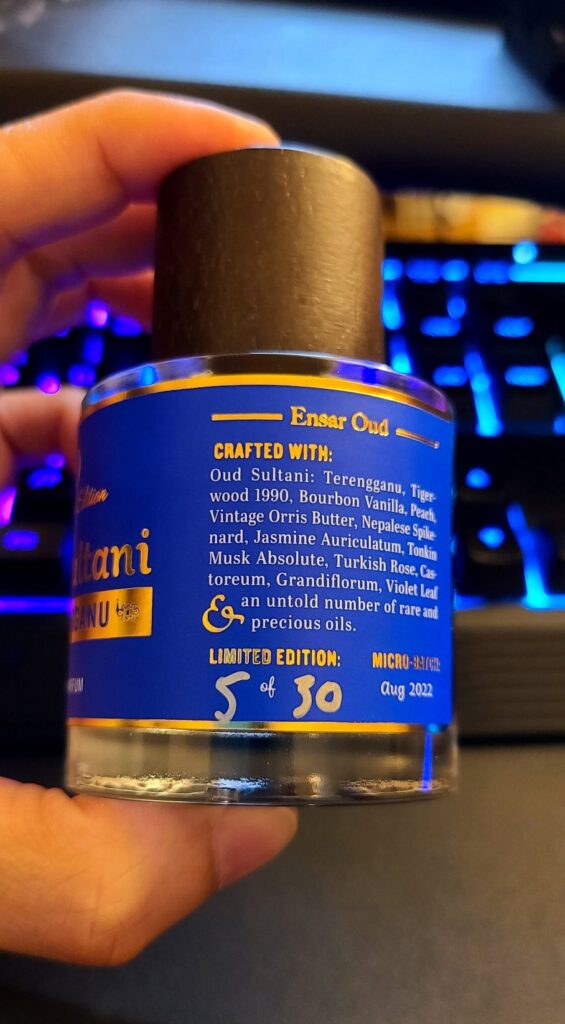 Ensar Oud
CRAFTED WITH:
Oud Sultani: Terengganu, Tiger-
wood 1990, Bourbon Vanilla, Peach,
Vintage Orris Butter, Nepalese Spike-
nard, Jasmine Auriculatum, Tonkin
Musk Absolute, Turkish Rose, Cas-
toreum, Grandiflorum, Violet Leaf
& an untold number of rare and
precious oils.
LIMITED EDITION:
5 of 30
MICRO-BATCH:
Aug 2022